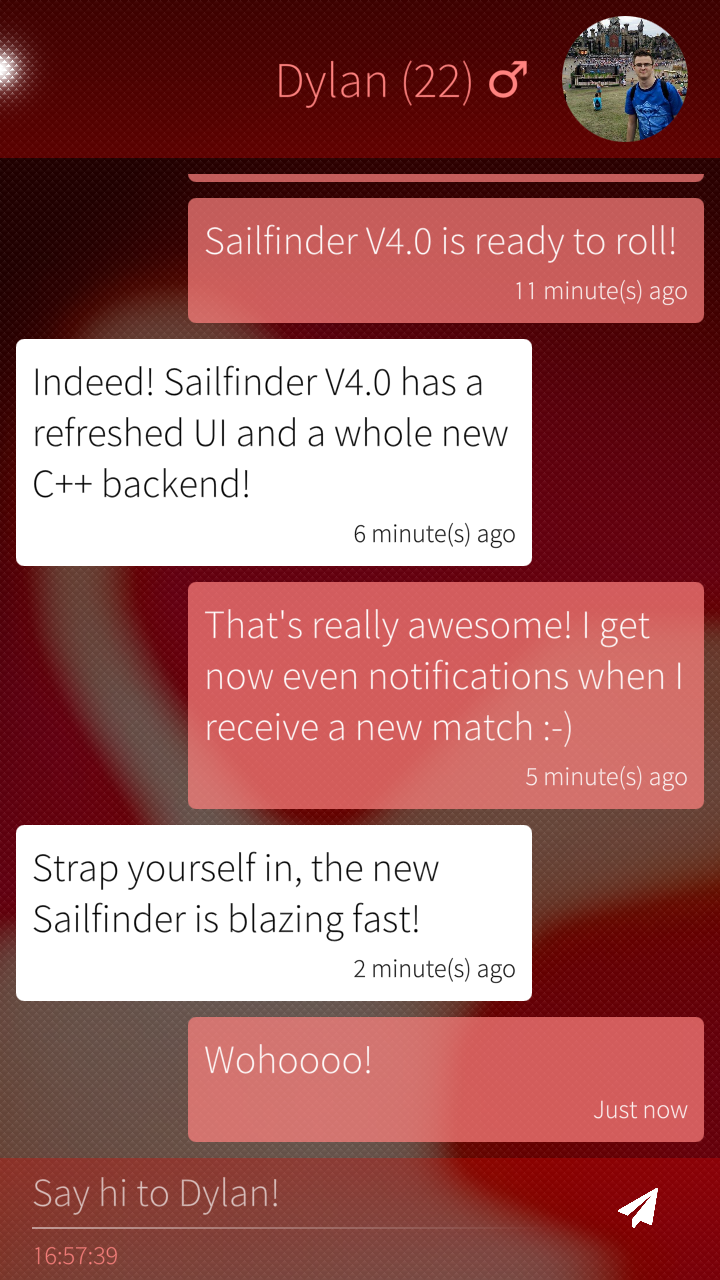 Dylan (22) ♂
Sailfinder V4.0 is ready to roll!
11 minute(s) ago
Indeed! Sailfinder V4.0 has a
refreshed UI and a whole new
C++ backend!
6 minute(s) ago
That's really awesome! I get
now even notifications when I
receive a new match :-)
5 minute(s) ago
Strap yourself in, the new
Sailfinder is blazing fast!
2 minute(s) ago
Wohoooo!
Just now
Say hi to Dylan!
16:57:39